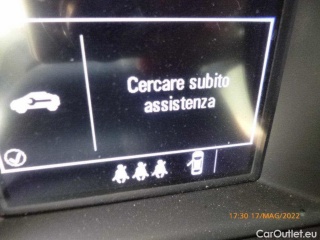 Cercare subito
assistenza
17:30 17/MAG/2022
CarOutlet.eu